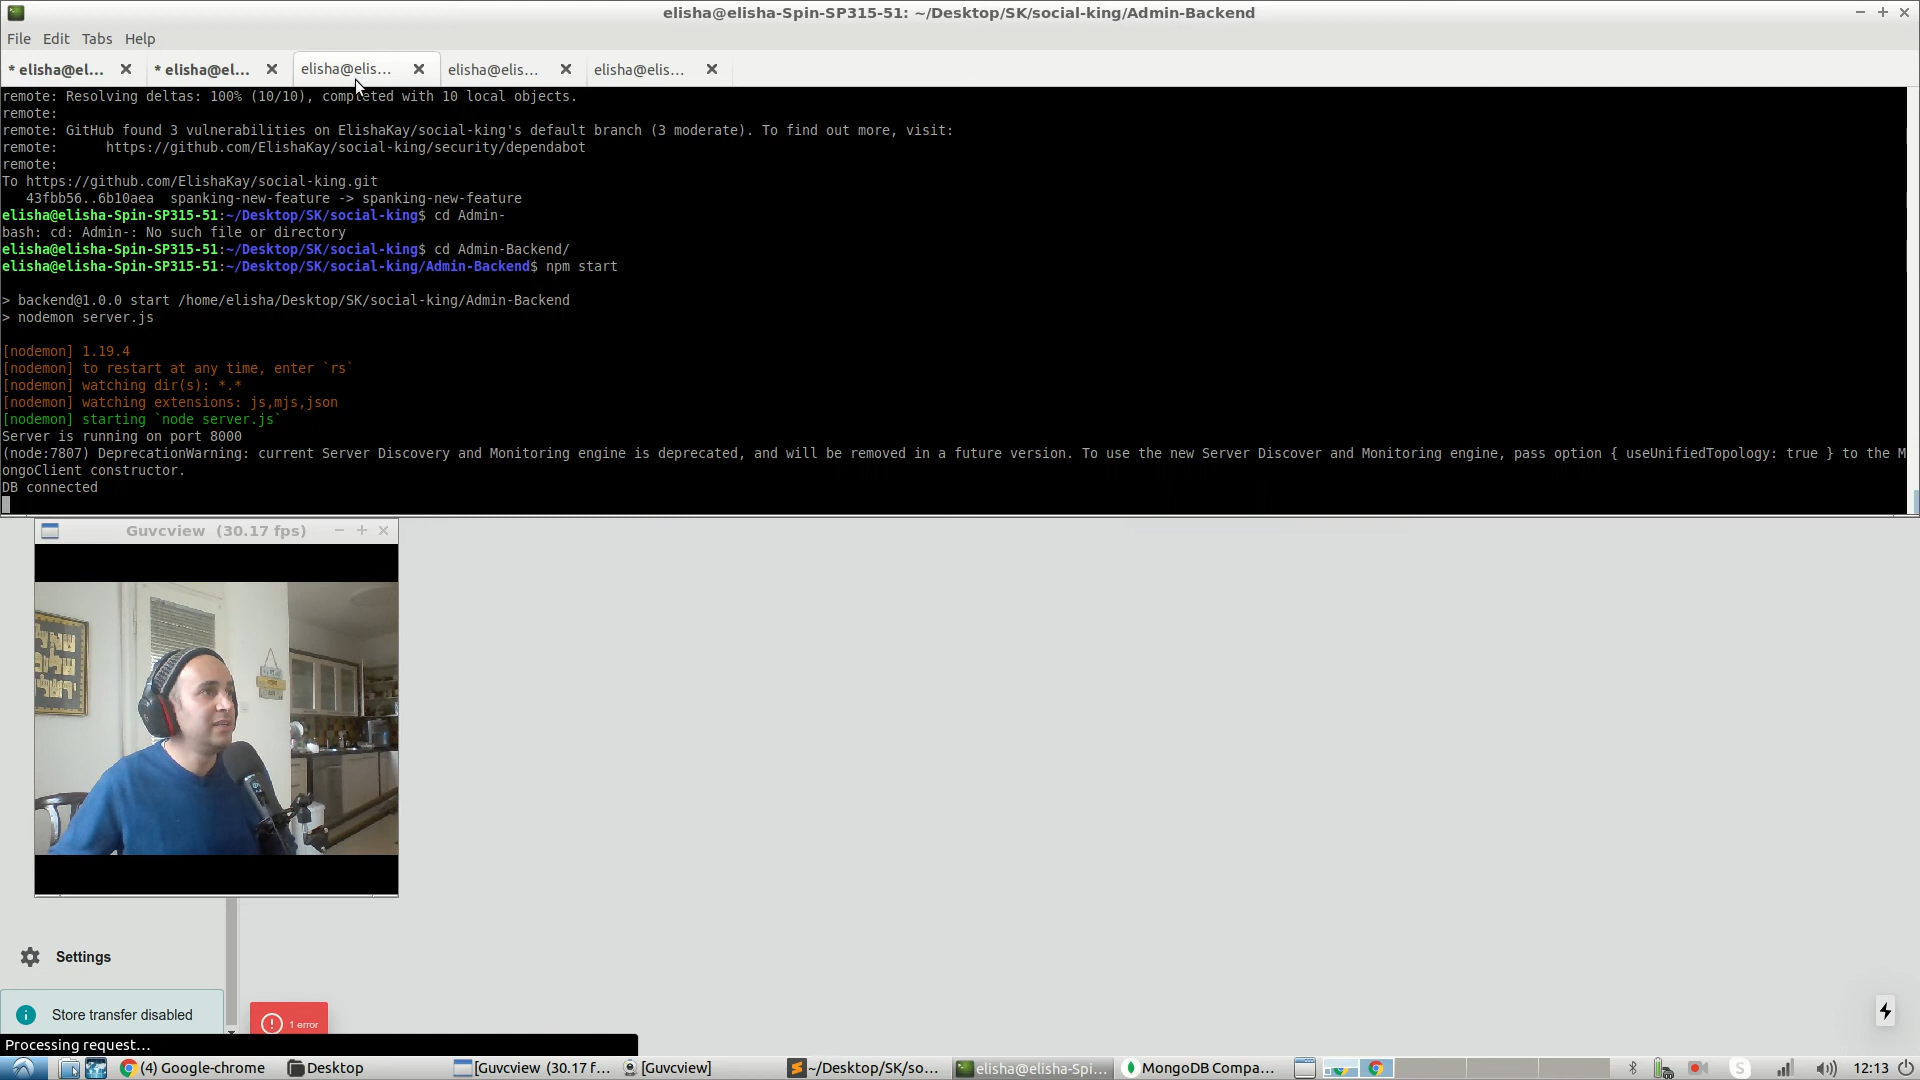 elisha@elisha-Spin-SP315-51: ~/Desktop/SK/social-king/Admin-Backend
File Edit Tabs Help
* elisha@el... * elisha@el... elisha@elis... elisha@elis... elisha@elis...
remote: Resolving deltas: 100% (10/10), completed with 10 local objects.
remote:
remote: GitHub found 3 vulnerabilities on ElishaKay/social-king's default branch (3 moderate). To find out more, visit:
remote:      https://github.com/ElishaKay/social-king/security/dependabot
remote:
To https://github.com/ElishaKay/social-king.git
   43fbb56..6b10aea  spanking-new-feature -> spanking-new-feature
elisha@elisha-Spin-SP315-51:~/Desktop/SK/social-king$ cd Admin-
bash: cd: Admin-: No such file or directory
elisha@elisha-Spin-SP315-51:~/Desktop/SK/social-king$ cd Admin-Backend/
elisha@elisha-Spin-SP315-51:~/Desktop/SK/social-king/Admin-Backend$ npm start
> backend@1.0.0 start /home/elisha/Desktop/SK/social-king/Admin-Backend
> nodemon server.js
[nodemon] 1.19.4
[nodemon] to restart at any time, enter `rs`
[nodemon] watching dir(s): *.*
[nodemon] watching extensions: js,mjs,json
[nodemon] starting `node server.js`
Server is running on port 8000
(node:7807) DeprecationWarning: current Server Discovery and Monitoring engine is deprecated, and will be removed in a future version. To use the new Server Discover and Monitoring engine, pass option { useUnifiedTopology: true } to the M
ongoClient constructor.
DB connected
Guvcview (30.17 fps)
Settings
Store transfer disabled
1 error
Processing request...
(4) Google-chrome Desktop [Guvcview (30.17 f... [Guvcview] ~/Desktop/SK/so... elisha@elisha-Spi... MongoDB Compa... 12:13